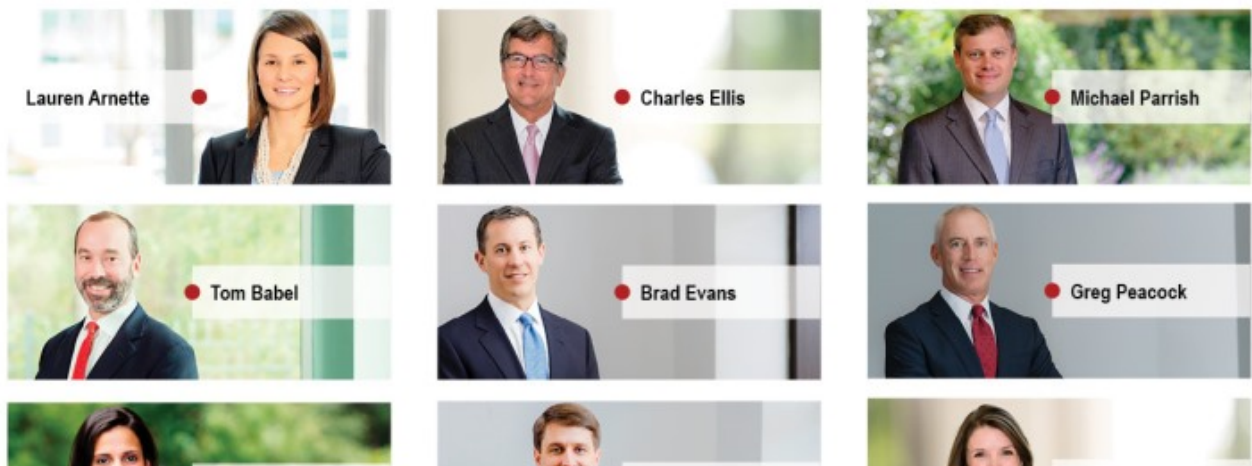 Lauren Arnette
Charles Ellis
Michael Parrish
Tom Babel
Brad Evans
Greg Peacock